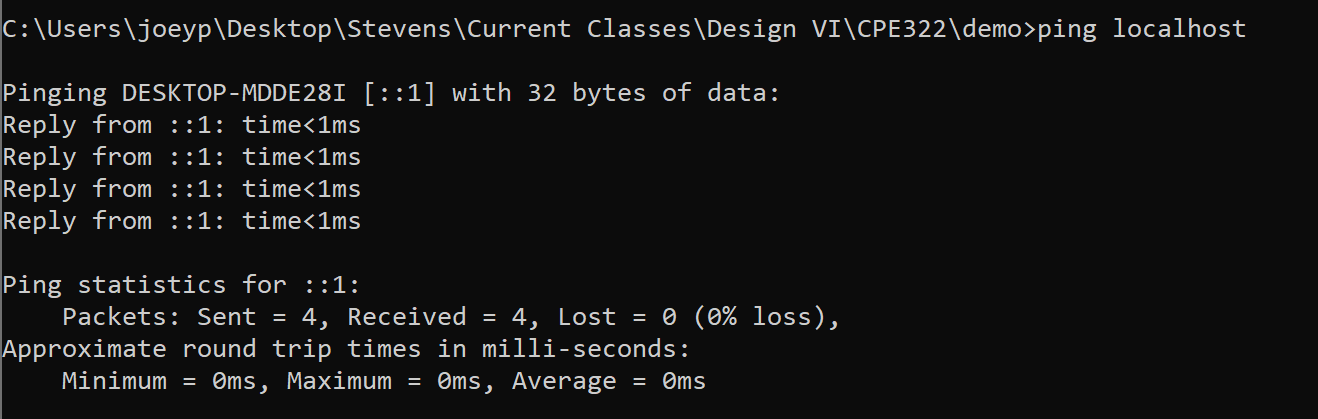 C:\Users\joeyp\Desktop\Stevens\Current Classes\Design VI\CPE322\demo>ping localhost
Pinging DESKTOP-MDDE28I [::1] with 32 bytes of data:
Reply from ::1: time<1ms
Reply from ::1: time<1ms
Reply from ::1: time<1ms
Reply from ::1: time<1ms
Ping statistics for ::1:
    Packets: Sent = 4, Received = 4, Lost = 0 (0% loss),
Approximate round trip times in milli-seconds:
    Minimum = 0ms, Maximum = 0ms, Average = 0ms